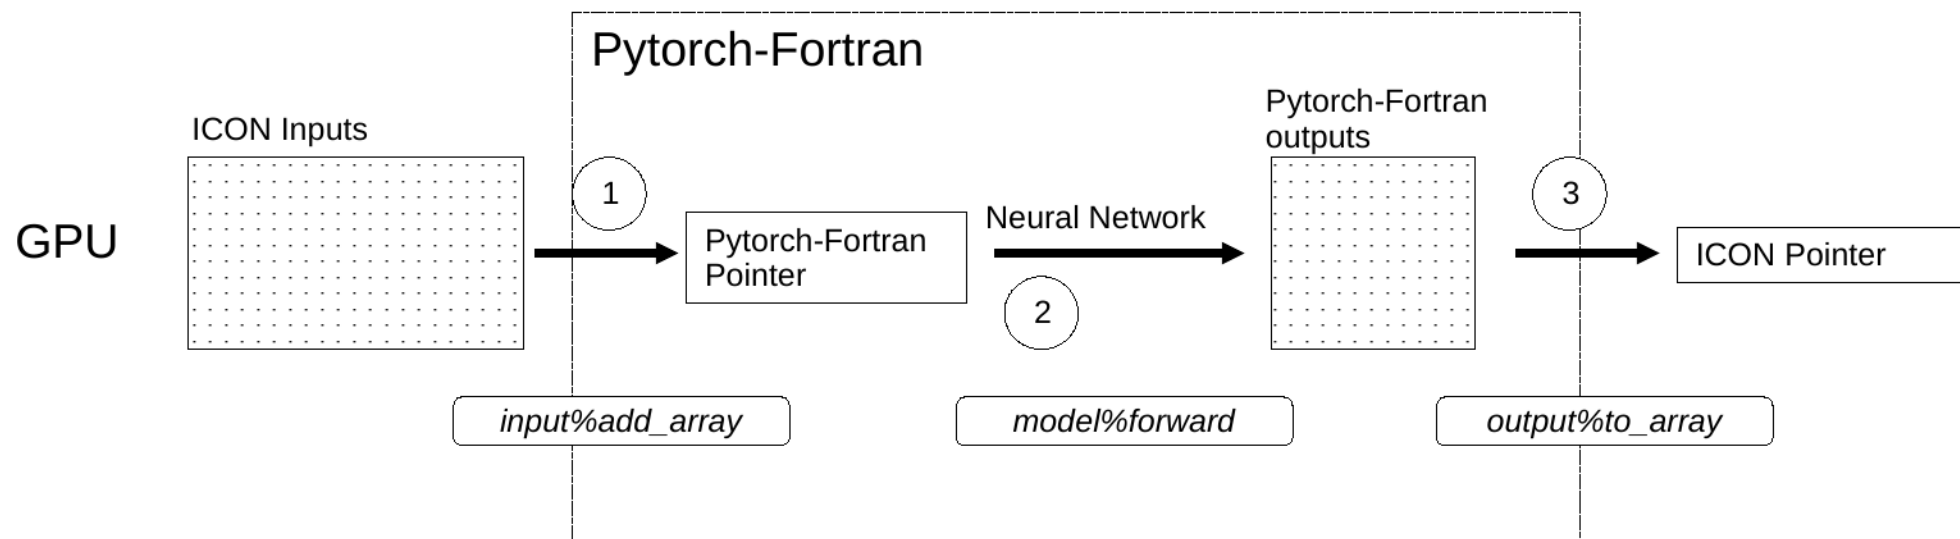 Pytorch-Fortran
ICON Inputs
Pytorch-Fortran
outputs
1
3
GPU
Pytorch-Fortran
Pointer
Neural Network
ICON Pointer
2
input%add_array
model%forward
output%to_array